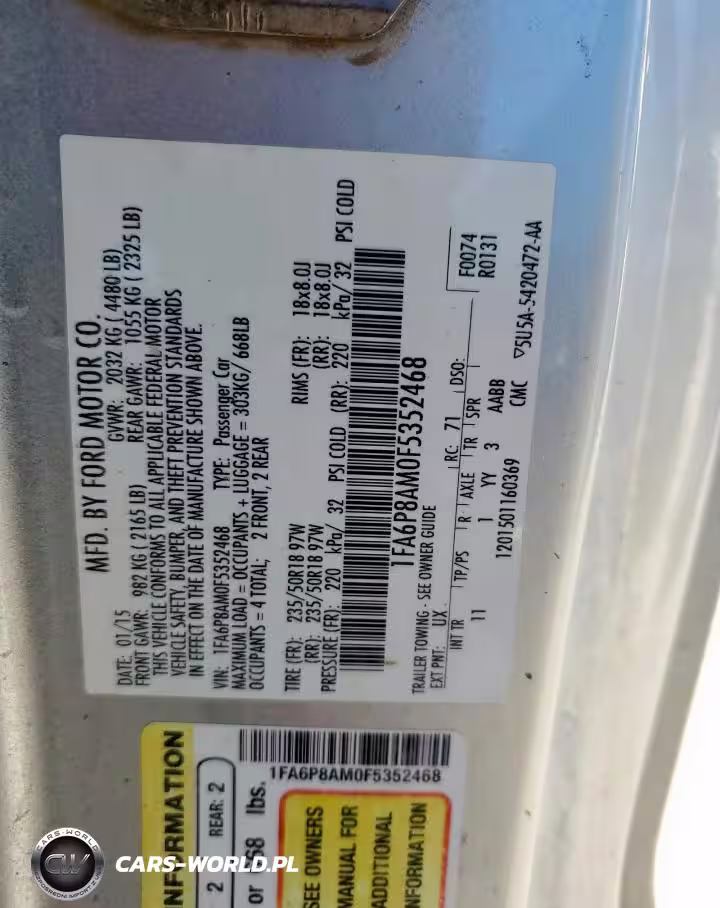 MFD. BY FORD MOTOR CO.
DATE: 01/15 GVWR: 2032 KG ( 4480 LB)
FRONT GAWR: 982 KG ( 2165 LB) REAR GAWR: 1055 KG ( 2325 LB)
THIS VEHICLE CONFORMS TO ALL APPLICABLE FEDERAL MOTOR
VEHICLE SAFETY, BUMPER, AND THEFT PREVENTION STANDARDS
IN EFFECT ON THE DATE OF MANUFACTURE SHOWN ABOVE.
VIN: 1FA6P8AM0F5352468 TYPE: Passenger Car
MAXIMUM LOAD = OCCUPANTS + LUGGAGE = 303KG/ 668LB
OCCUPANTS = 4 TOTAL; 2 FRONT, 2 REAR
TIRE (FR): 235/50R18 97W RIMS (FR): 18x8.0J
(RR): 235/50R18 97W (RR): 18x8.0J
PRESSURE (FR): 220 kPa/ 32 PSI COLD (RR): 220 kPa/ 32 PSI COLD
1FA6P8AM0F5352468
TRAILER TOWING - SEE OWNER GUIDE
EXT PNT: UX RC: 71 DSO: F0074
R0131
INT TR TP/PS R AXLE TR SPR
11 1 YY 3 AABB
1201501160369 CMC
▽5U5A-5420472-AA
1FA6P8AM0F5352468
INFORMATION
2 REAR: 2
or 68 lbs.
SEE OWNERS
MANUAL FOR
ADDITIONAL
INFORMATION
CARS-WORLD
CW
CARS-WORLD.PL